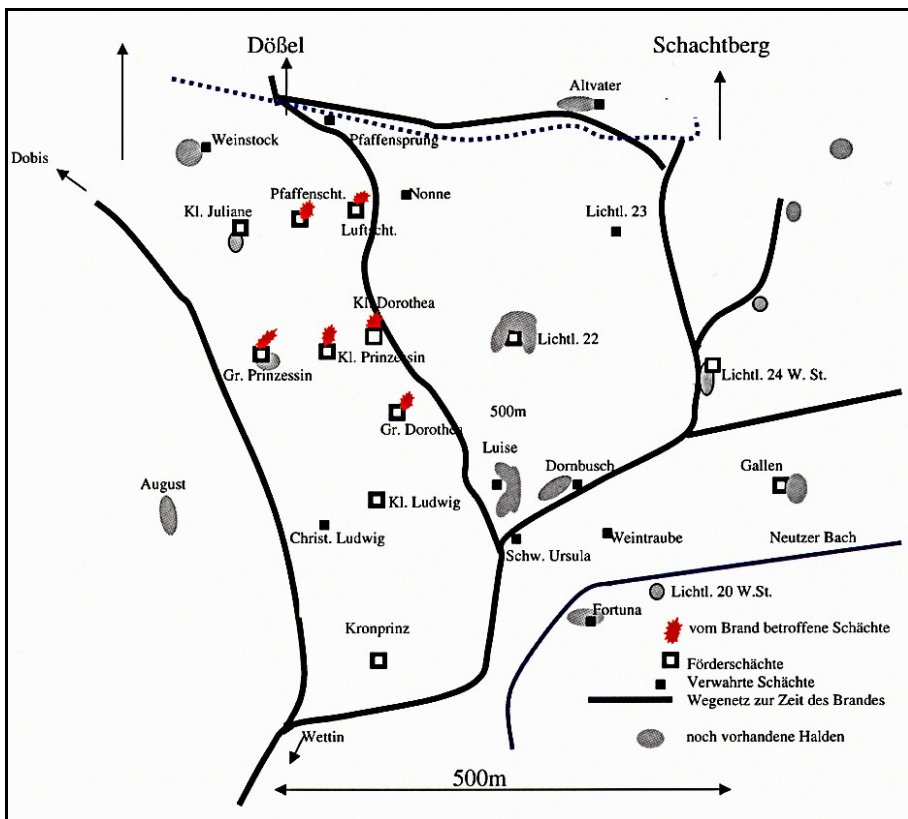 Dößel
Schachtberg
Altvater
Weinstock
Pfaffensprung
Dobis
Pfaffenscht.
Nonne
Kl. Juliane
Luftscht.
Lichtl. 23
Kl. Dorothea
Lichtl. 22
Kl. Prinzessin
Gr. Prinzessin
Lichtl. 24 W. St.
500m
Gr. Dorothea
Luise
Dornbusch
Gallen
August
Kl. Ludwig
Christ. Ludwig
Schw. Ursula
Weintraube
Neutzer Bach
Lichtl. 20 W.St.
Fortuna
Kronprinz
vom Brand betroffene Schächte
Förderschächte
Verwahrte Schächte
Wegenetz zur Zeit des Brandes
Wettin
noch vorhandene Halden
500m